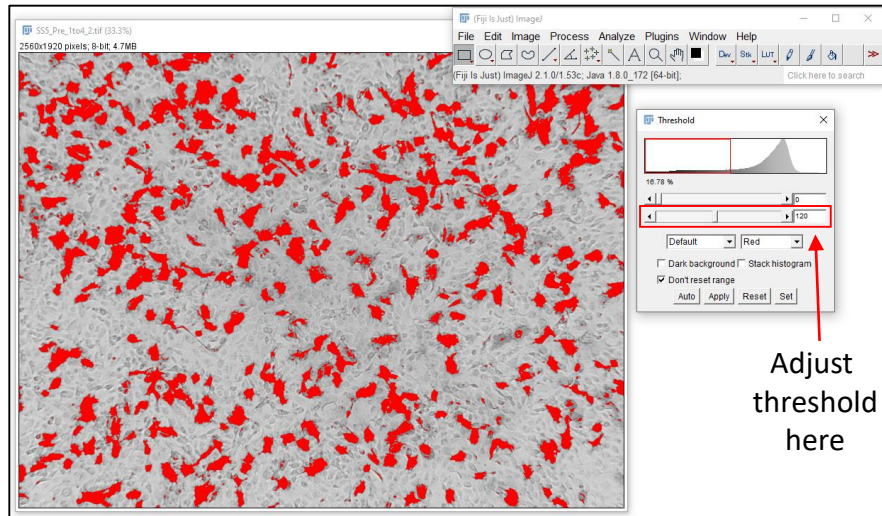 SS5_Pre_1to4_2.tif (33.3%)
2560x1920 pixels; 8-bit; 4.7MB
(Fiji Is Just) ImageJ
File Edit Image Process Analyze Plugins Window Help
Dev Stk LUT
(Fiji Is Just) ImageJ 2.1.0/1.53c; Java 1.8.0_172 [64-bit];
Click here to search
Threshold
16.78 %
0
120
Default Red
Dark background Stack histogram
Don't reset range
Auto Apply Reset Set
Adjust
threshold
here